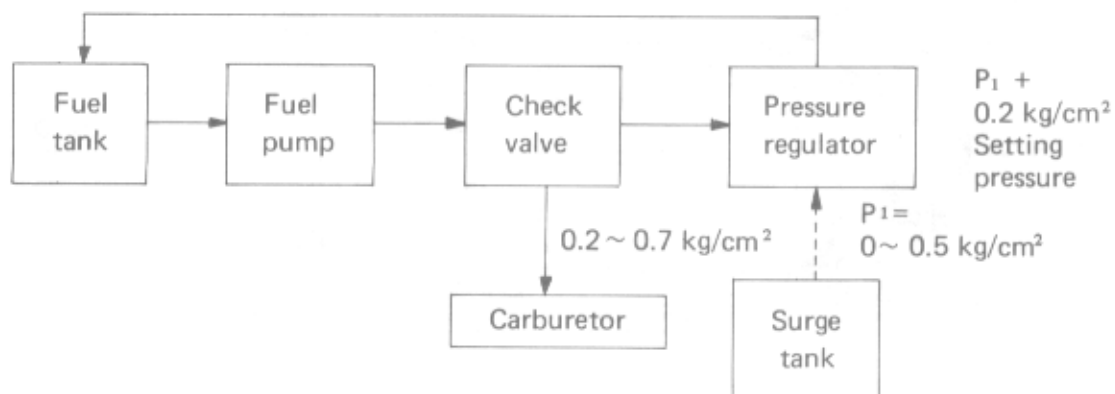 Fuel
tank
Fuel
pump
Check
valve
Pressure
regulator
P₁ +
0.2 kg/cm²
Setting
pressure
0.2 ~ 0.7 kg/cm²
P₁ =
0 ~ 0.5 kg/cm²
Carburetor
Surge
tank